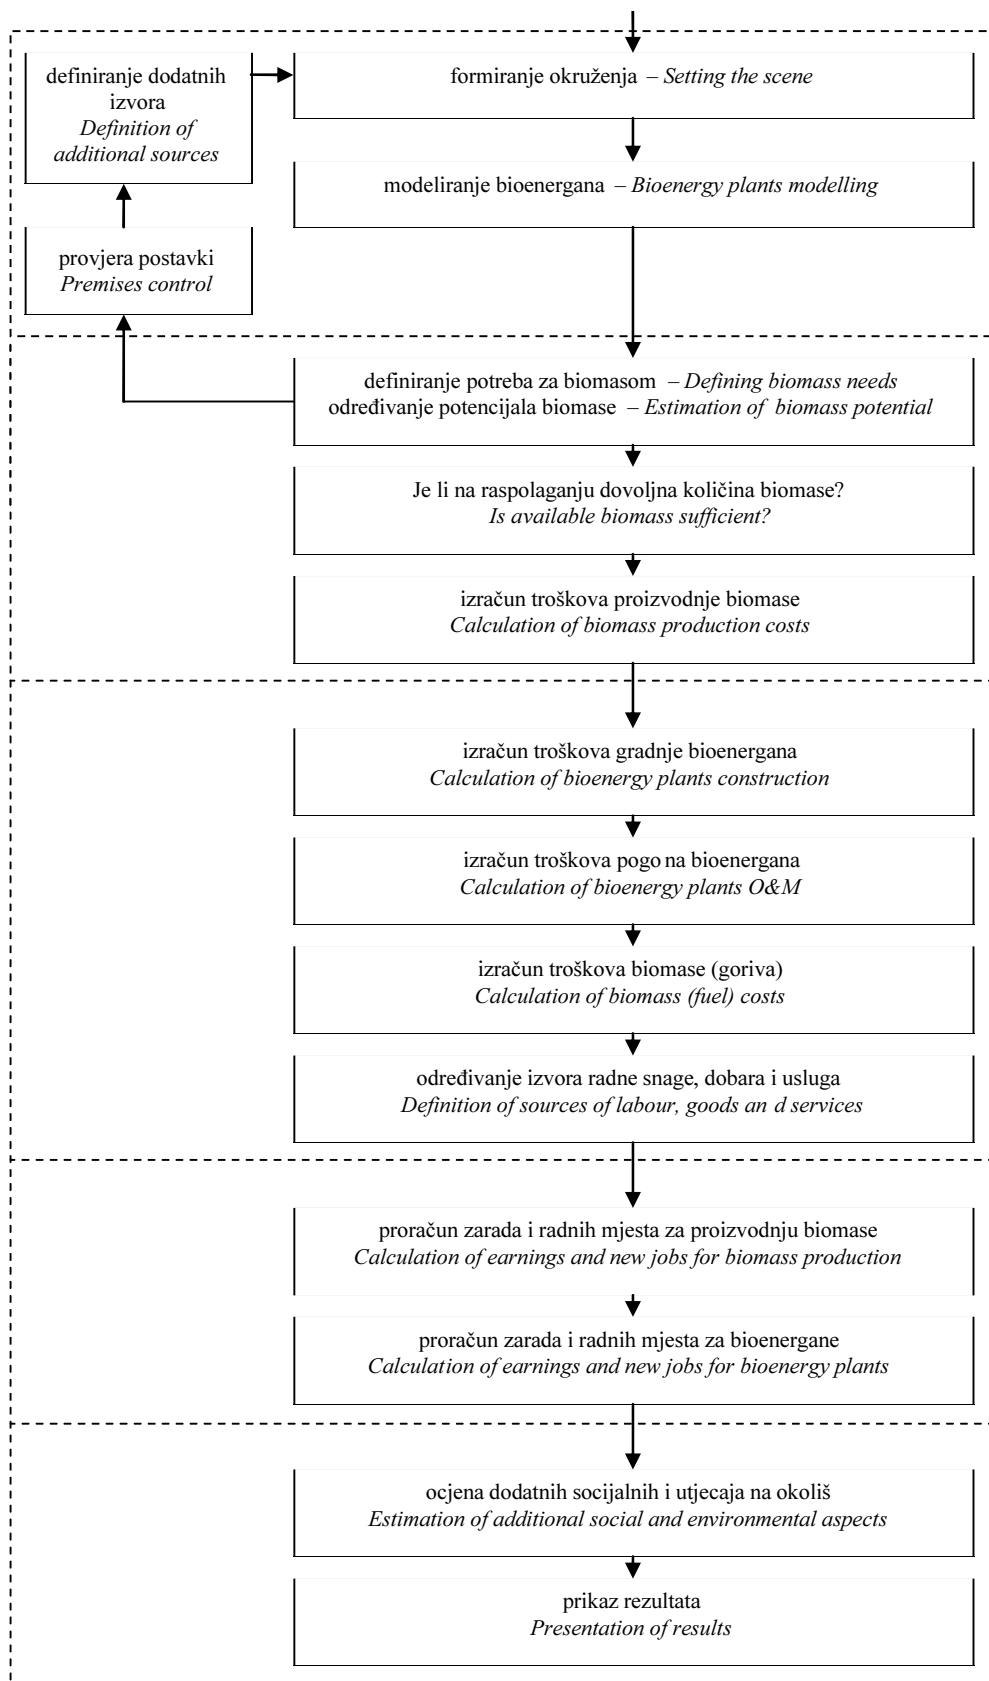 definiranje dodatnih
izvora
Definition of
additional sources
formiranje okruženja – Setting the scene
modeliranje bioenergana – Bioenergy plants modelling
provjera postavki
Premises control
definiranje potreba za biomasom – Defining biomass needs
određivanje potencijala biomase – Estimation of biomass potential
Je li na raspolaganju dovoljna količina biomase?
Is available biomass sufficient?
izračun troškova proizvodnje biomase
Calculation of biomass production costs
izračun troškova gradnje bioenergana
Calculation of bioenergy plants construction
izračun troškova pogo na bioenergana
Calculation of bioenergy plants O&M
izračun troškova biomase (goriva)
Calculation of biomass (fuel) costs
određivanje izvora radne snage, dobara i usluga
Definition of sources of labour, goods an d services
proračun zarada i radnih mjesta za proizvodnju biomase
Calculation of earnings and new jobs for biomass production
proračun zarada i radnih mjesta za bioenergane
Calculation of earnings and new jobs for bioenergy plants
ocjena dodatnih socijalnih i utjecaja na okoliš
Estimation of additional social and environmental aspects
prikaz rezultata
Presentation of results